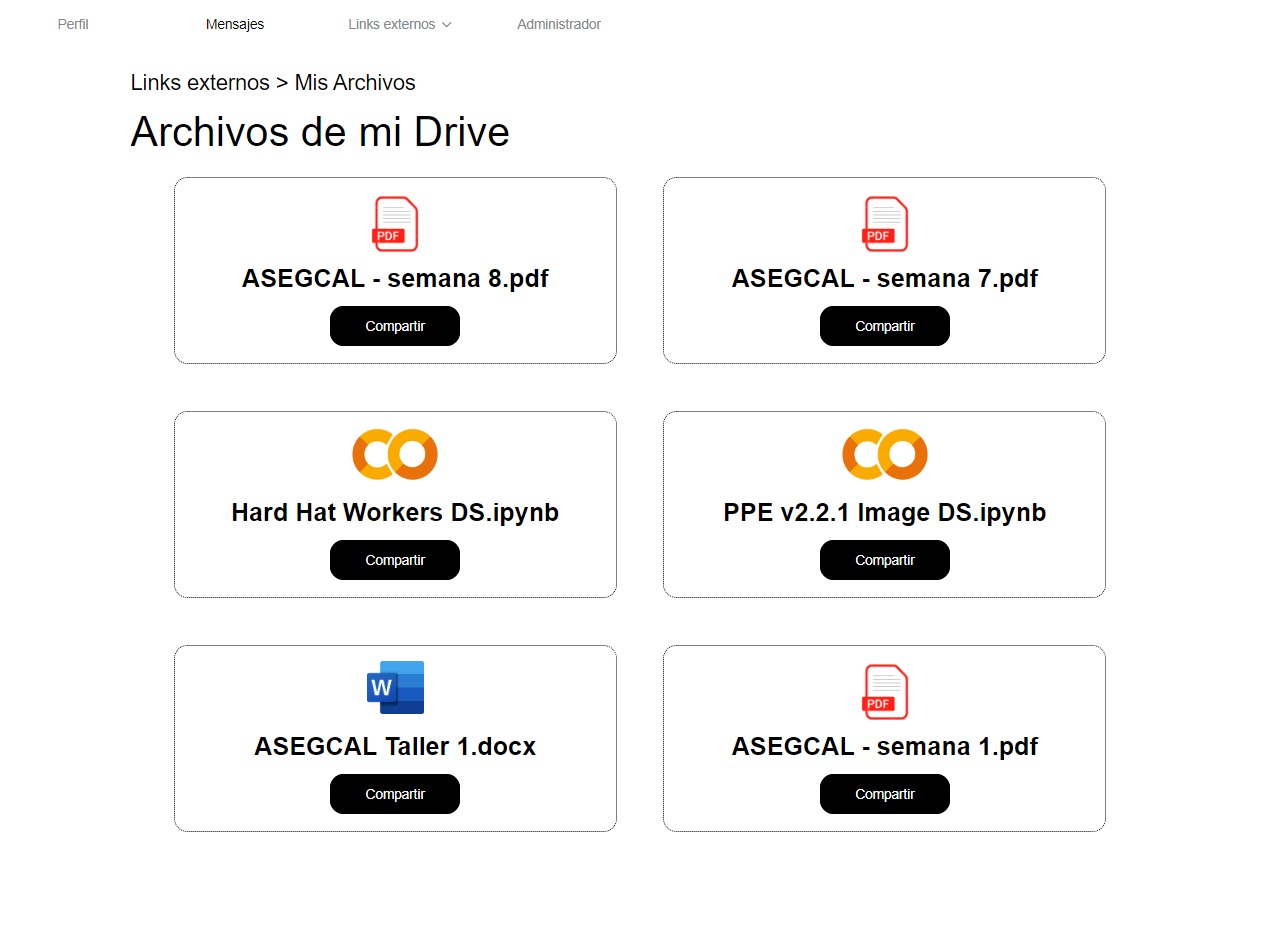 Perfil Mensajes Links externos Administrador
Links externos > Mis Archivos
Archivos de mi Drive
PDF
ASEGCAL - semana 8.pdf
Compartir
PDF
ASEGCAL - semana 7.pdf
Compartir
Hard Hat Workers DS.ipynb
Compartir
PPE v2.2.1 Image DS.ipynb
Compartir
W
ASEGCAL Taller 1.docx
Compartir
PDF
ASEGCAL - semana 1.pdf
Compartir